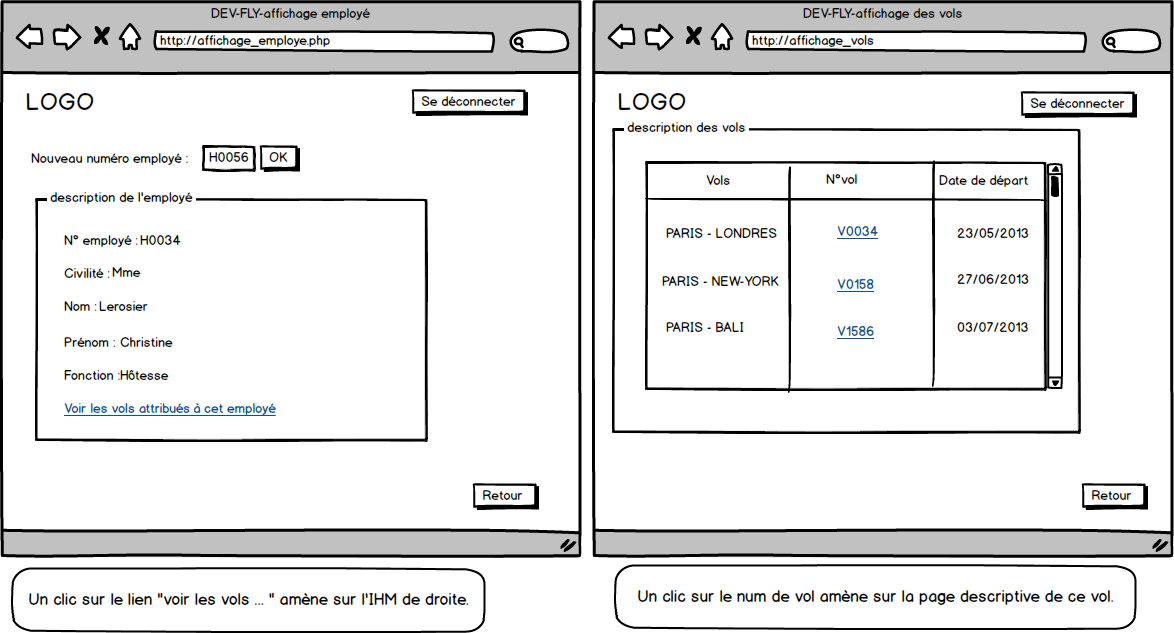 DEV-FLY-affichage employé
http://affichage_employe.php
LOGO
Se déconnecter
Nouveau numéro employé : H0056 OK
description de l'employé
N° employé :H0034
Civilité :Mme
Nom :Lerosier
Prénom : Christine
Fonction :Hôtesse
Voir les vols attribués à cet employé
Retour
Un clic sur le lien "voir les vols ... " amène sur l'IHM de droite.
DEV-FLY-affichage des vols
http://affichage_vols
LOGO
Se déconnecter
description des vols
Vols N°vol Date de départ
PARIS - LONDRES V0034 23/05/2013
PARIS - NEW-YORK V0158 27/06/2013
PARIS - BALI V1586 03/07/2013
Retour
Un clic sur le num de vol amène sur la page descriptive de ce vol.